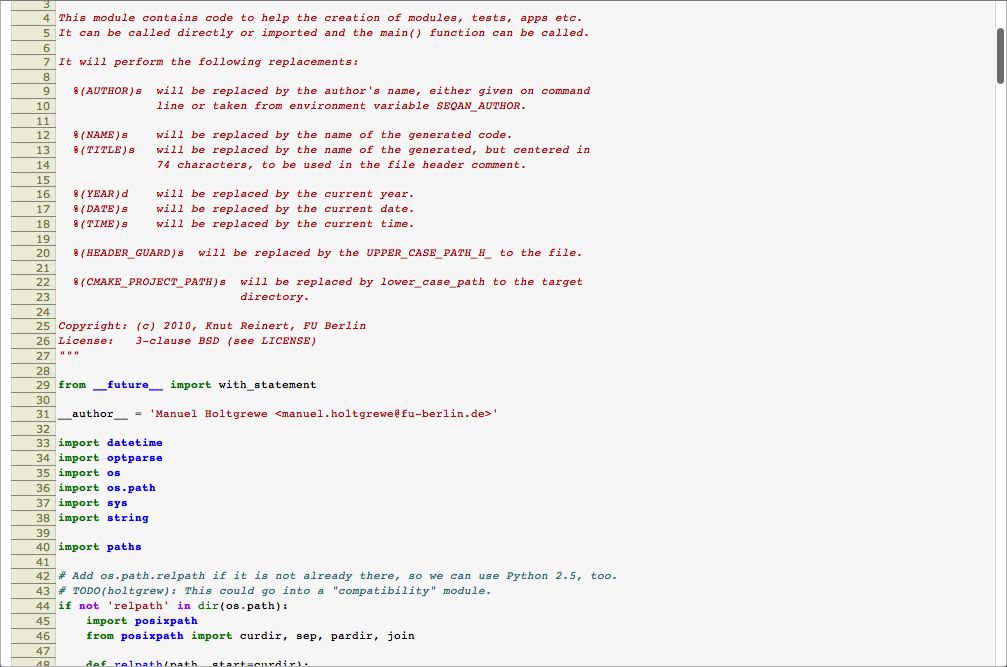 3
4 This module contains code to help the creation of modules, tests, apps etc.
5 It can be called directly or imported and the main() function can be called.
6
7 It will perform the following replacements:
8
9   %(AUTHOR)s  will be replaced by the author's name, either given on command
10              line or taken from environment variable SEQAN_AUTHOR.
11
12   %(NAME)s    will be replaced by the name of the generated code.
13   %(TITLE)s   will be replaced by the name of the generated, but centered in
14              74 characters, to be used in the file header comment.
15
16   %(YEAR)d    will be replaced by the current year.
17   %(DATE)s    will be replaced by the current date.
18   %(TIME)s    will be replaced by the current time.
19
20   %(HEADER_GUARD)s  will be replaced by the UPPER_CASE_PATH_H_ to the file.
21
22   %(CMAKE_PROJECT_PATH)s  will be replaced by lower_case_path to the target
23                          directory.
24
25 Copyright: (c) 2010, Knut Reinert, FU Berlin
26 License:   3-clause BSD (see LICENSE)
27 """
28
29 from __future__ import with_statement
30
31 __author__ = 'Manuel Holtgrewe <manuel.holtgrewe@fu-berlin.de>'
32
33 import datetime
34 import optparse
35 import os
36 import os.path
37 import sys
38 import string
39
40 import paths
41
42 # Add os.path.relpath if it is not already there, so we can use Python 2.5, too.
43 # TODO(holtgrew): This could go into a "compatibility" module.
44 if not 'relpath' in dir(os.path):
45     import posixpath
46     from posixpath import curdir, sep, pardir, join
47
48     def relpath(path, start=curdir):